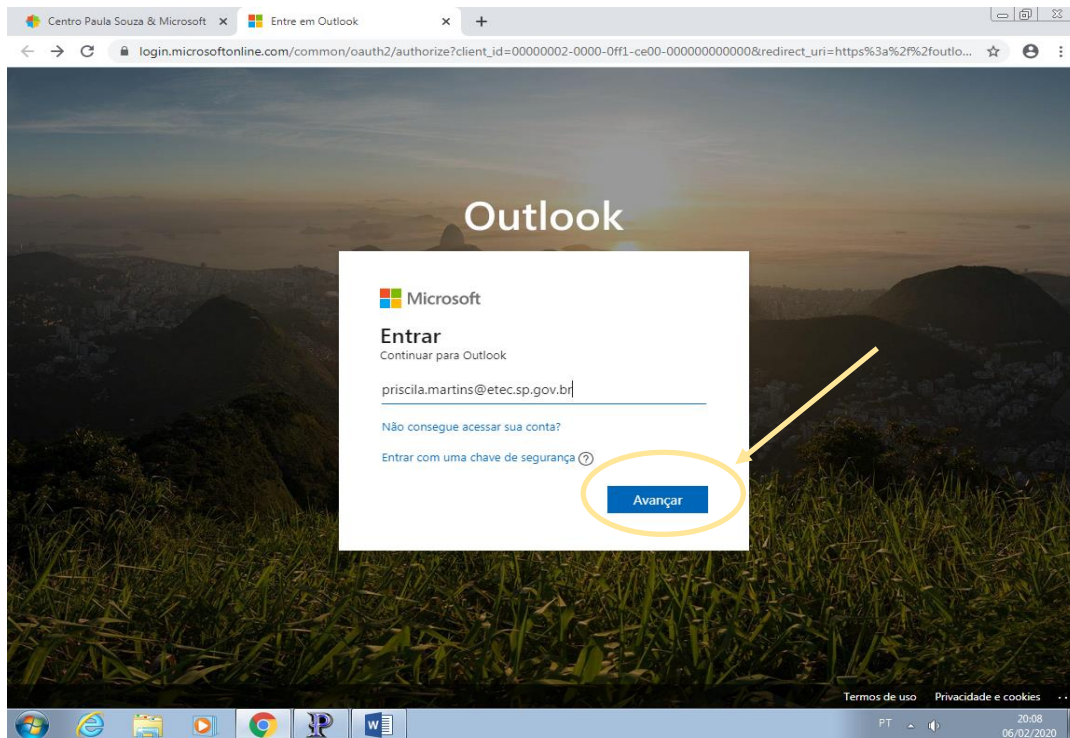 Centro Paula Souza & Microsoft
Entre em Outlook
login.microsoftonline.com/common/oauth2/authorize?client_id=00000002-0000-0ff1-ce00-000000000000&redirect_uri=https%3a%2f%2foutlo...
Outlook
Microsoft
Entrar
Continuar para Outlook
priscila.martins@etec.sp.gov.br
Não consegue acessar sua conta?
Entrar com uma chave de segurança ?
Avançar
Termos de uso Privacidade e cookies
PT
20:08
06/02/2020